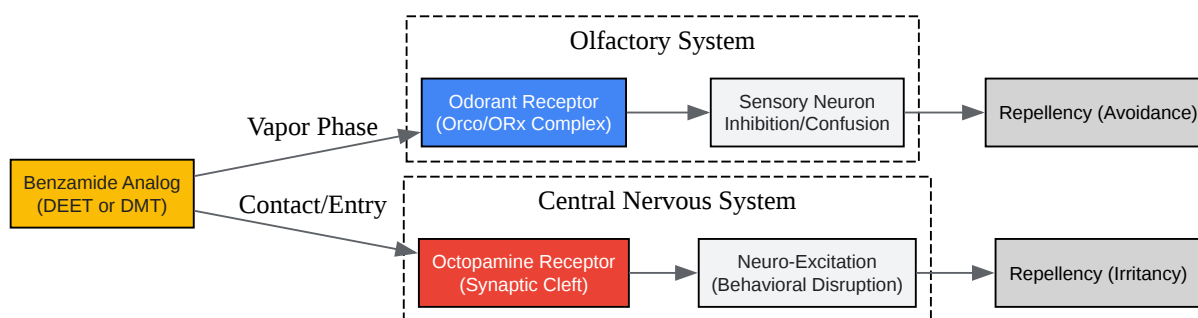 Olfactory System
Odorant Receptor
(Orco/ORx Complex)
Sensory Neuron
Inhibition/Confusion
Repellency (Avoidance)
Vapor Phase
Benzamide Analog
(DEET or DMT)
Contact/Entry
Central Nervous System
Octopamine Receptor
(Synaptic Cleft)
Neuro-Excitation
(Behavioral Disruption)
Repellency (Irritancy)